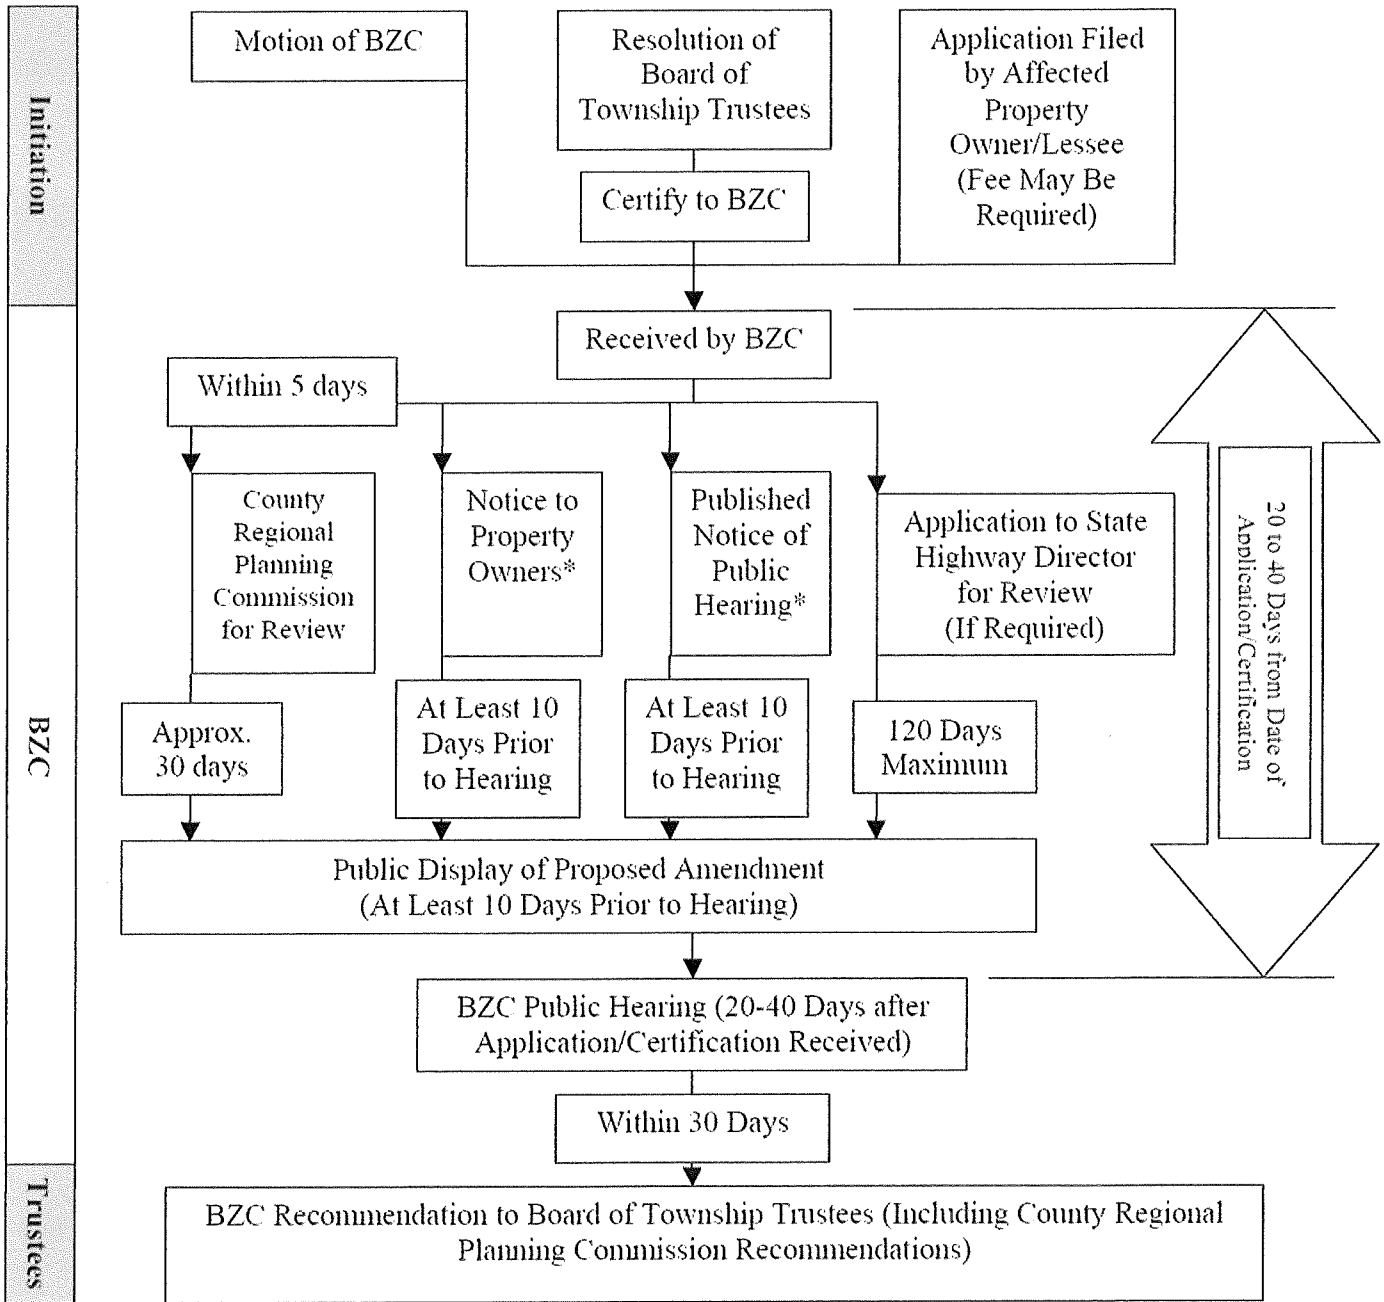 Initiation
Motion of BZC
Resolution of
Board of
Township Trustees
Application Filed
by Affected
Property
Owner/Lessee
(Fee May Be
Required)
Certify to BZC
BZC
Received by BZC
Within 5 days
County
Regional
Planning
Commission
for Review
Notice to
Property
Owners*
Published
Notice of
Public
Hearing*
Application to State
Highway Director
for Review
(If Required)
20 to 40 Days from Date of
Application/Certification
Approx.
30 days
At Least 10
Days Prior
to Hearing
At Least 10
Days Prior
to Hearing
120 Days
Maximum
Public Display of Proposed Amendment
(At Least 10 Days Prior to Hearing)
BZC Public Hearing (20-40 Days after
Application/Certification Received)
Within 30 Days
Trustees
BZC Recommendation to Board of Township Trustees (Including County Regional
Planning Commission Recommendations)